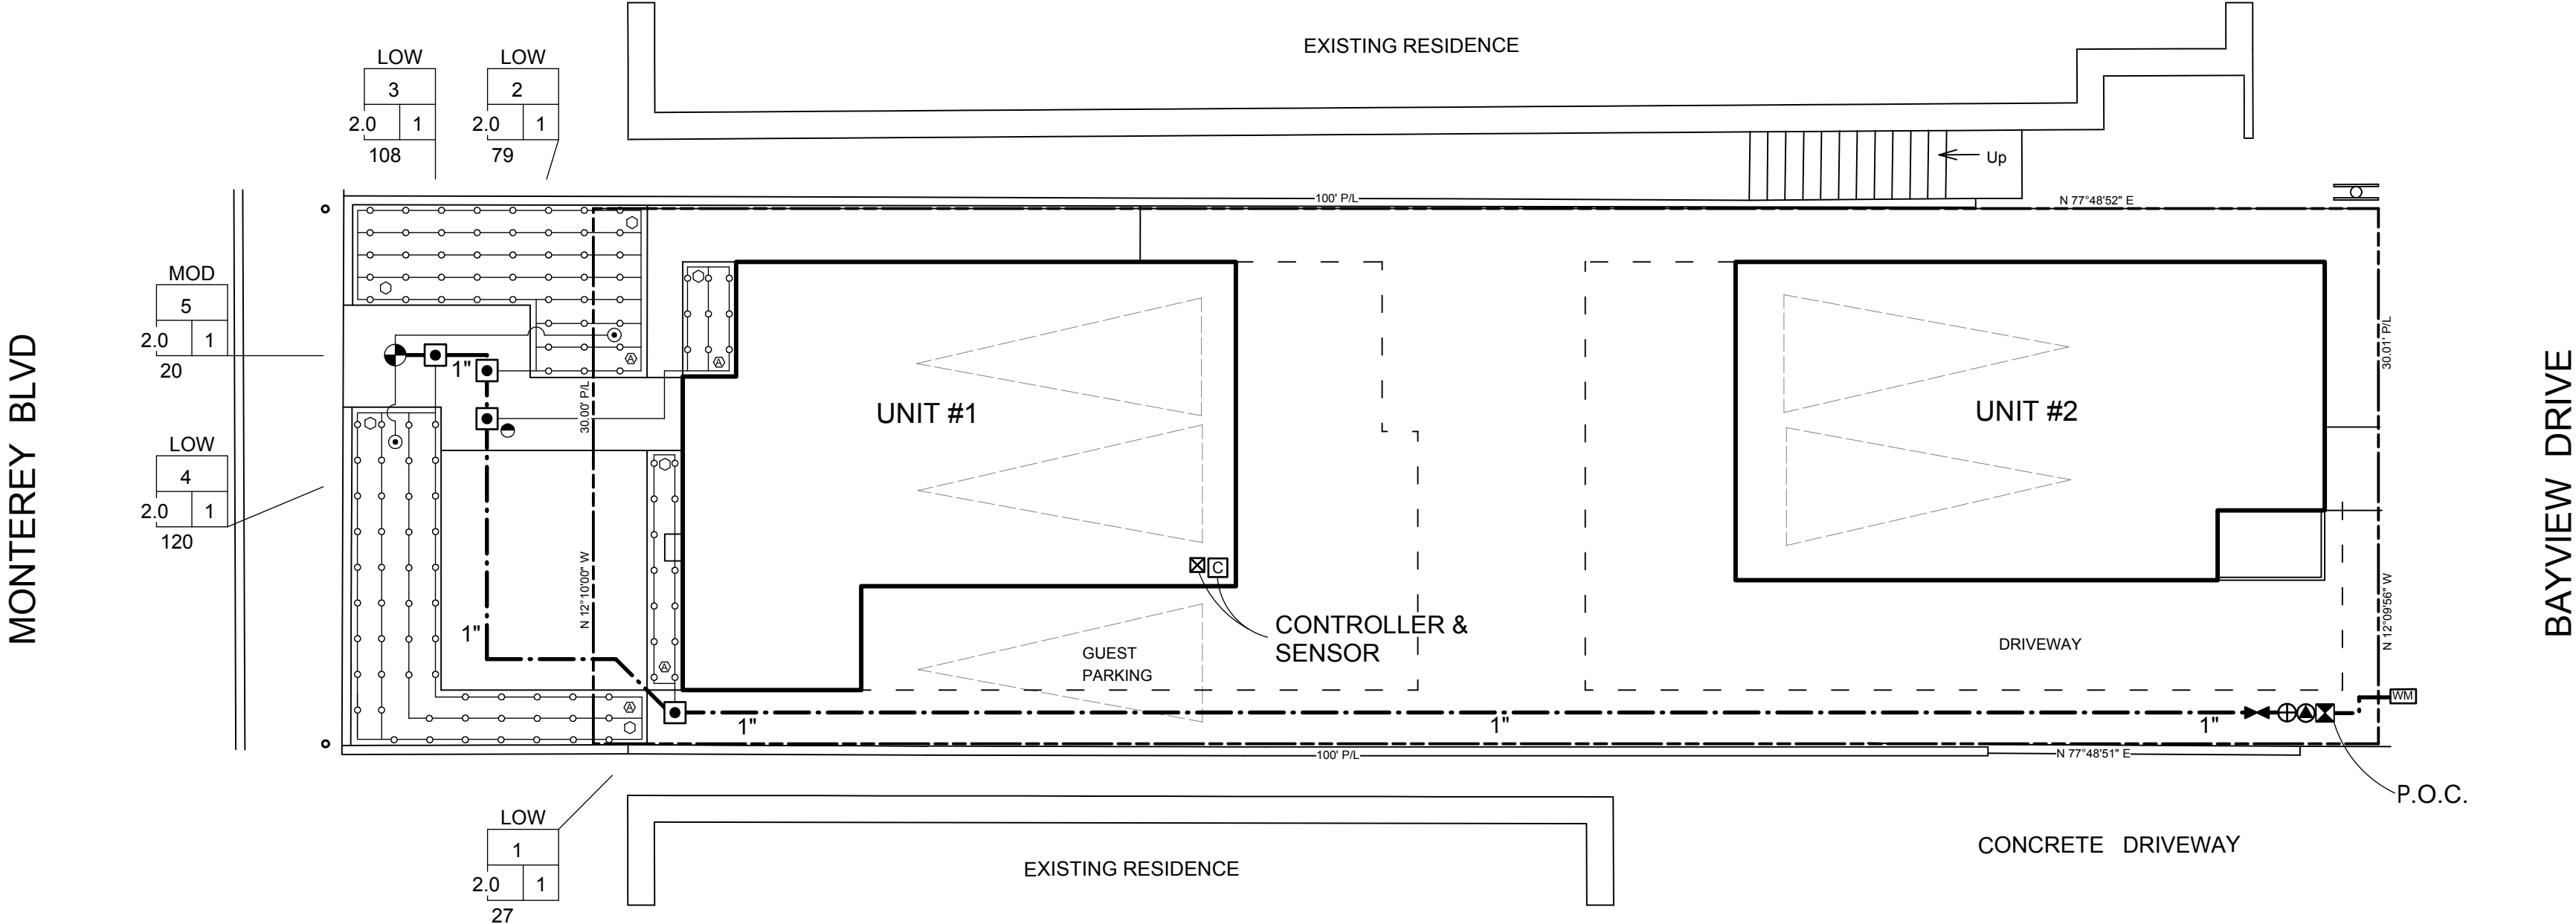 EXISTING RESIDENCE
LOW
3
2.0 1
108
LOW
2
2.0 1
79
Up
100' P/L
N 77°48'52" E
MOD
5
2.0 1
20
LOW
4
2.0 1
120
MONTEREY BLVD
A
A
1"
30.00' P/L
N 12°10'00" W
1"
A
A
UNIT #1
C
CONTROLLER &
SENSOR
GUEST
PARKING
UNIT #2
30.01' P/L
N 12°09'56" W
BAYVIEW DRIVE
DRIVEWAY
WM
1"
1"
1"
100' P/L
N 77°48'51" E
P.O.C.
LOW
1
2.0 1
27
EXISTING RESIDENCE
CONCRETE DRIVEWAY